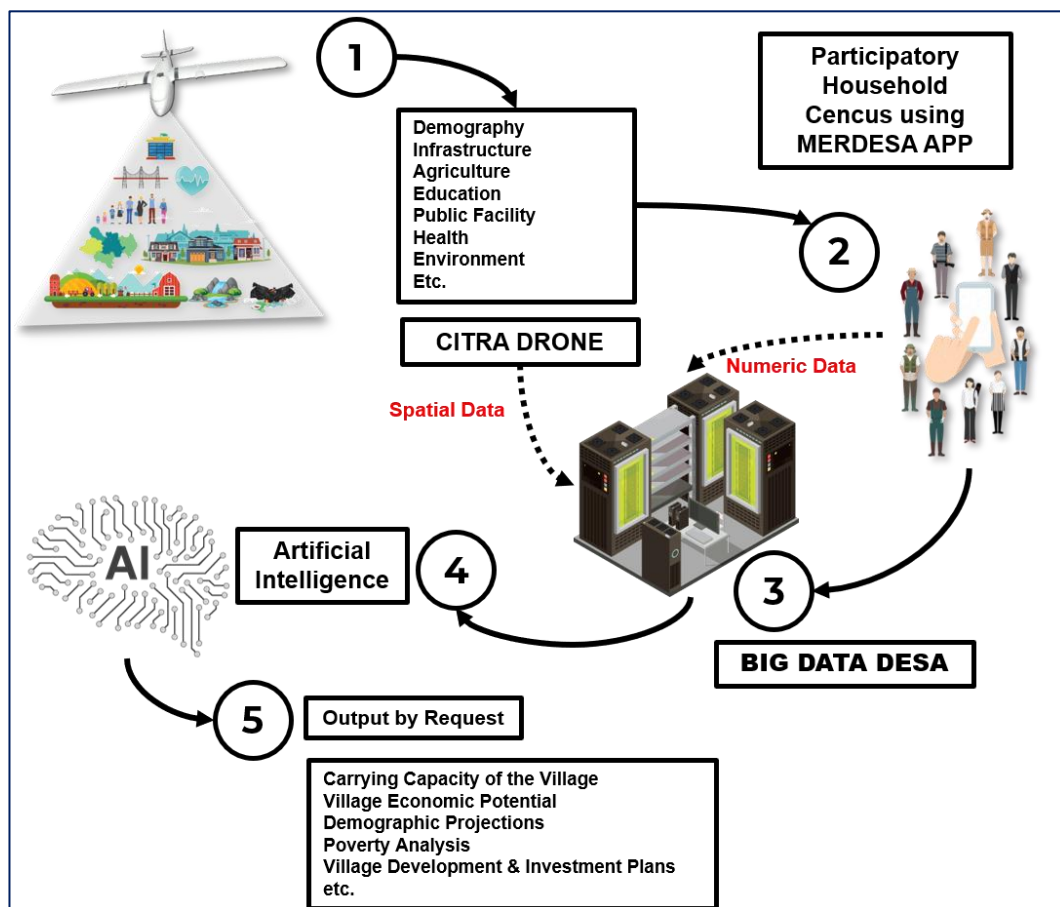 1
Demography
Infrastructure
Agriculture
Education
Public Facility
Health
Environment
Etc.
CITRA DRONE
Participatory
Household
Cencus using
MERDESA APP
2
Numeric Data
Spatial Data
3
BIG DATA DESA
4
Artificial
Intelligence
AI
5
Output by Request
Carrying Capacity of the Village
Village Economic Potential
Demographic Projections
Poverty Analysis
Village Development & Investment Plans
etc.